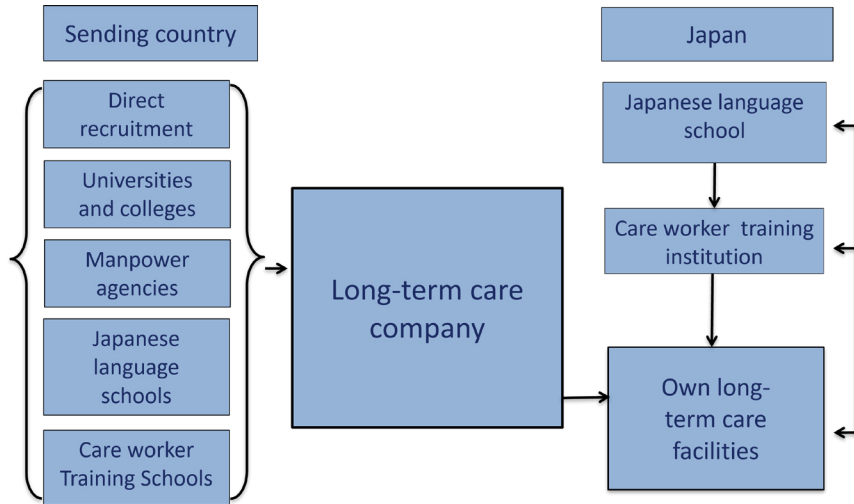 Sending country
Direct
recruitment
Universities
and colleges
Manpower
agencies
Japanese
language
schools
Care worker
Training Schools
Long-term care
company
Japan
Japanese language
school
Care worker training
institution
Own long-
term care
facilities